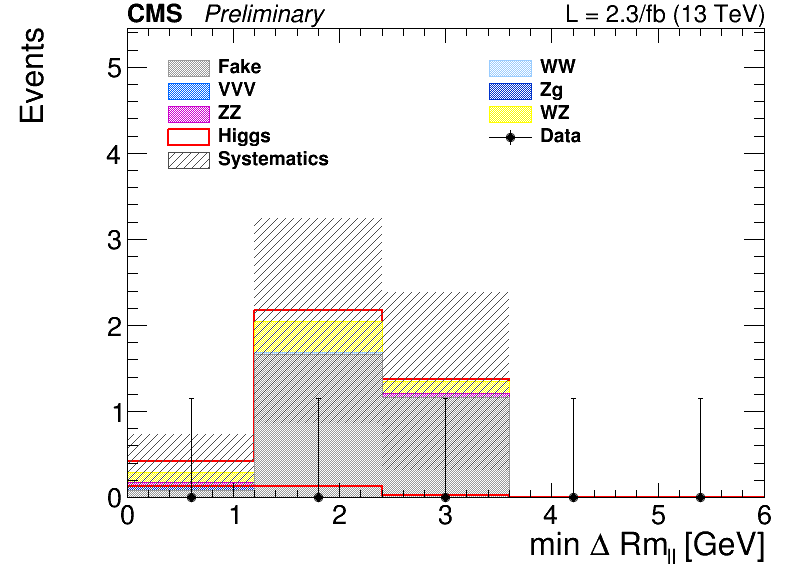 CMS Preliminary L = 2.3/fb (13 TeV)
Events
Fake WW
VVV Zg
ZZ WZ
Higgs Data
Systematics
5
4
3
2
1
0
0 1 2 3 4 5 6
min Δ Rm_ll [GeV]